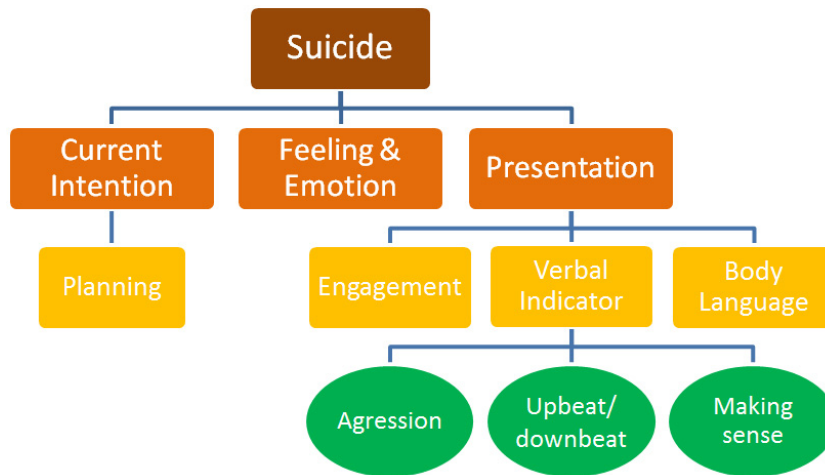 Suicide
Current
Intention
Feeling &
Emotion
Presentation
Planning
Engagement
Verbal
Indicator
Body
Language
Agression
Upbeat/
downbeat
Making
sense